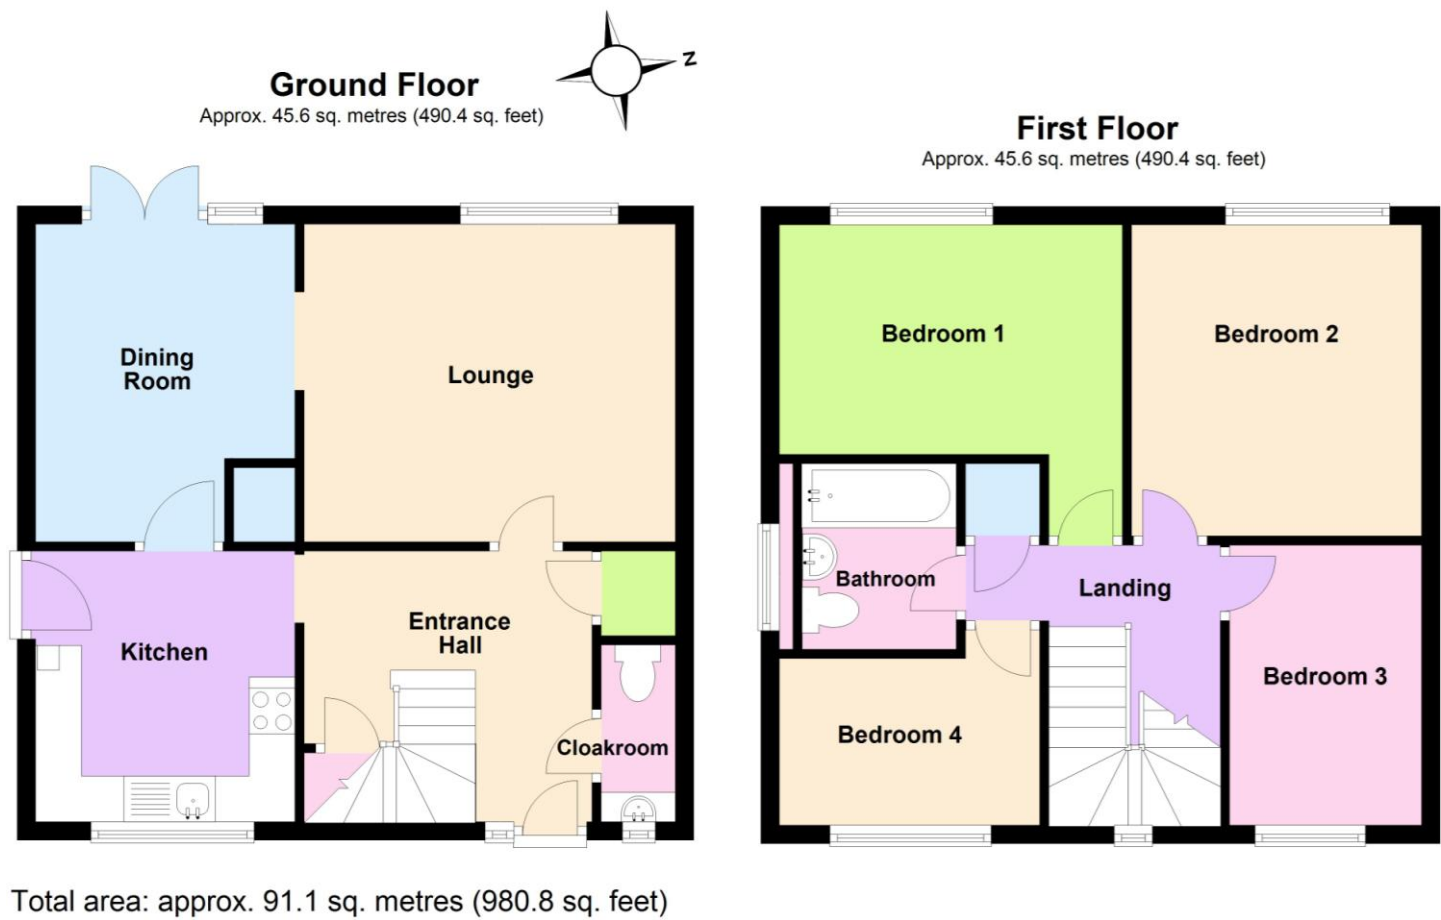 Ground Floor
Approx. 45.6 sq. metres (490.4 sq. feet)
N
Dining
Room
Lounge
Kitchen
Entrance
Hall
Cloakroom
First Floor
Approx. 45.6 sq. metres (490.4 sq. feet)
Bedroom 1
Bedroom 2
Bathroom
Landing
Bedroom 3
Bedroom 4
Total area: approx. 91.1 sq. metres (980.8 sq. feet)